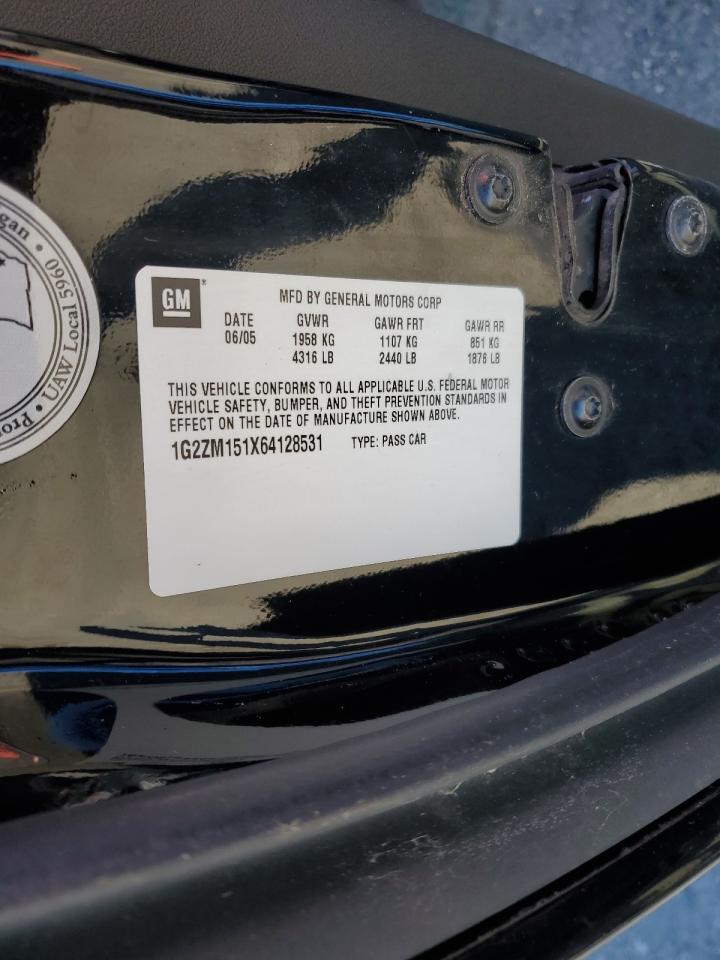 GM®
MFD BY GENERAL MOTORS CORP
DATE GVWR GAWR FRT GAWR RR
06/05 1958 KG 1107 KG 851 KG
4316 LB 2440 LB 1876 LB
THIS VEHICLE CONFORMS TO ALL APPLICABLE U.S. FEDERAL MOTOR
VEHICLE SAFETY, BUMPER, AND THEFT PREVENTION STANDARDS IN
EFFECT ON THE DATE OF MANUFACTURE SHOWN ABOVE.
1G2ZM151X64128531 TYPE: PASS CAR
• UAW Local 5960 •